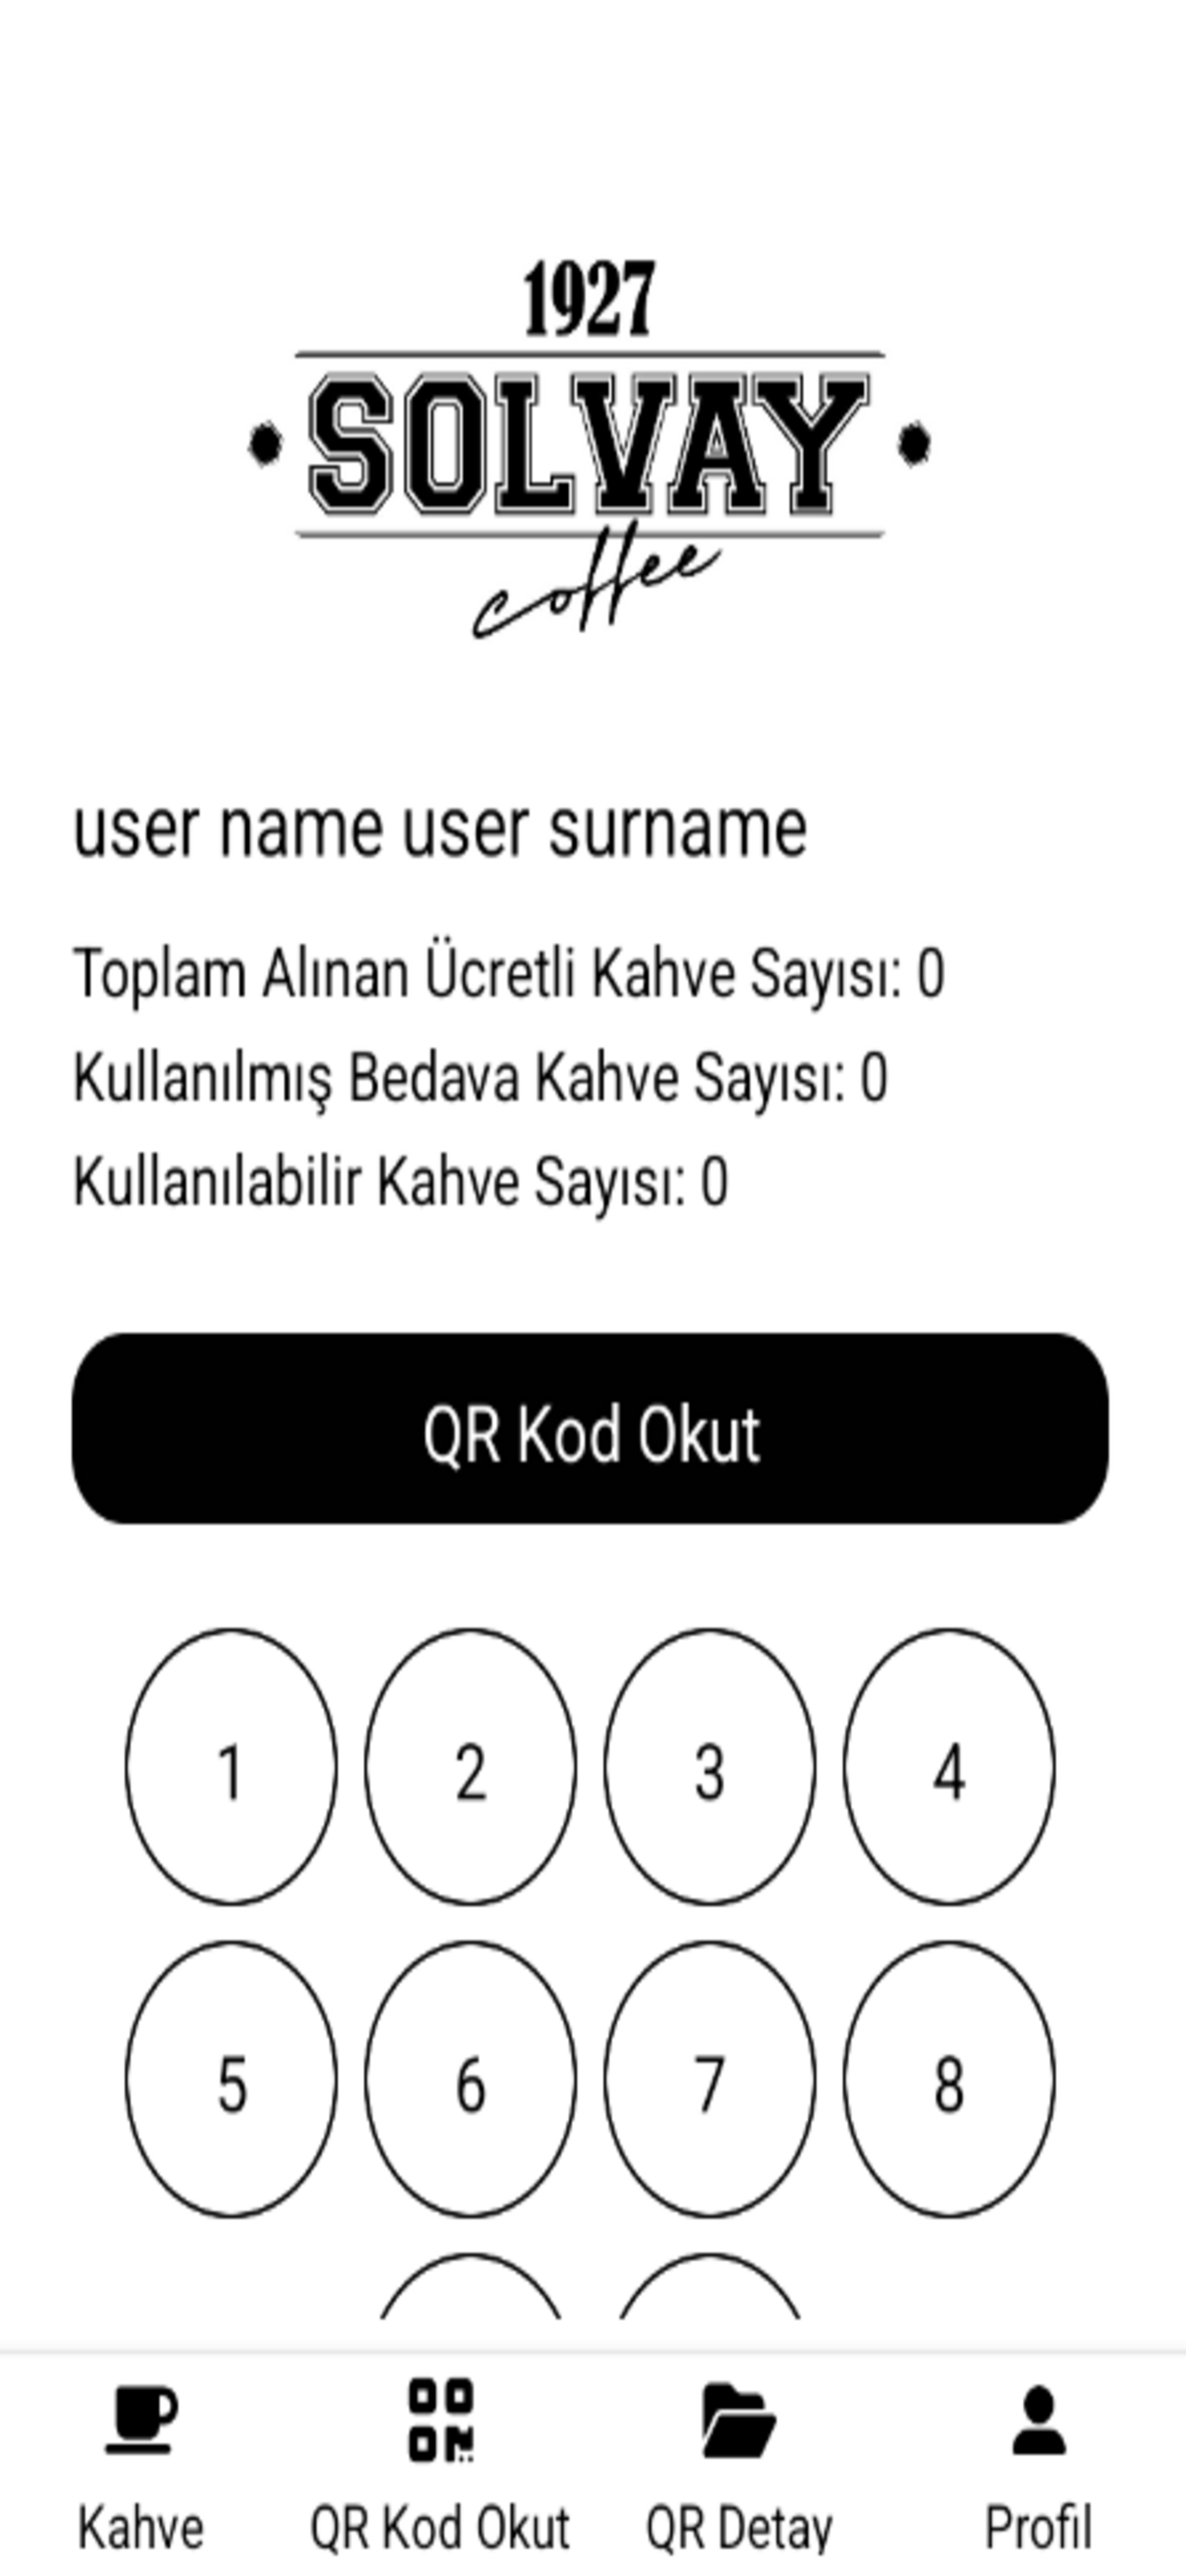 1927
SOLVAY
coffee
user name user surname
Toplam Alınan Ücretli Kahve Sayısı: 0
Kullanılmış Bedava Kahve Sayısı: 0
Kullanılabilir Kahve Sayısı: 0
QR Kod Okut
1 2 3 4
5 6 7 8
Kahve QR Kod Okut QR Detay Profil